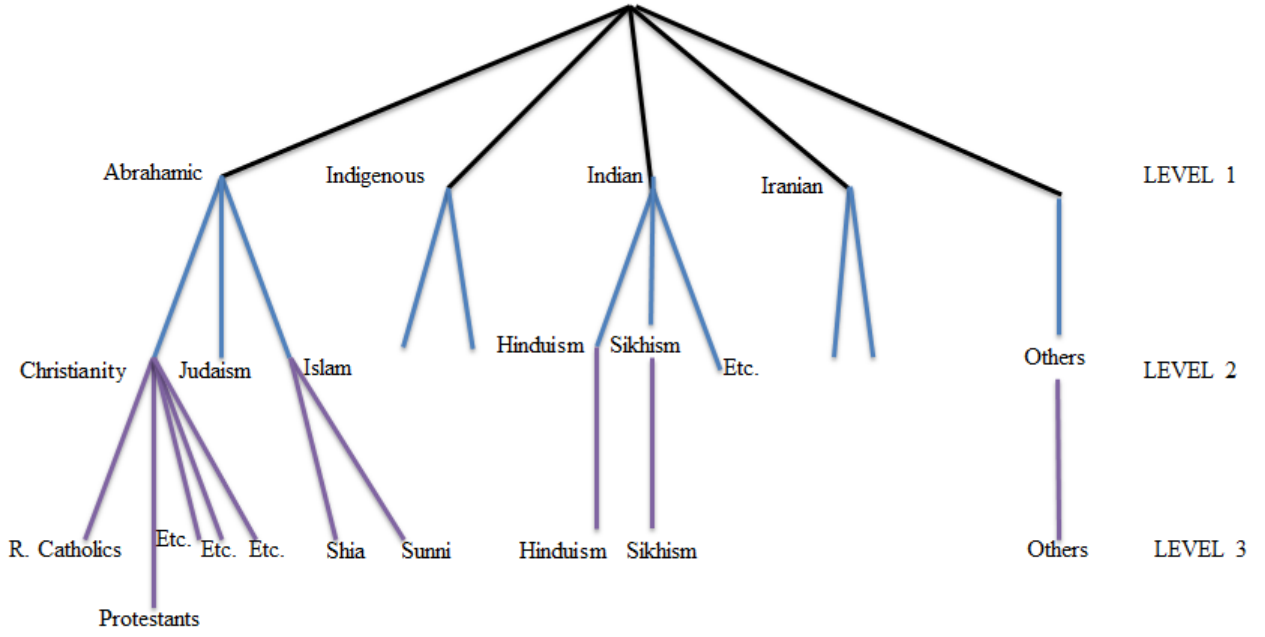 Abrahamic
Indigenous
Indian
Iranian
LEVEL 1
Christianity
Judaism
Islam
Hinduism
Sikhism
Etc.
Others
LEVEL 2
R. Catholics
Etc.
Etc.
Etc.
Shia
Sunni
Hinduism
Sikhism
Others
LEVEL 3
Protestants